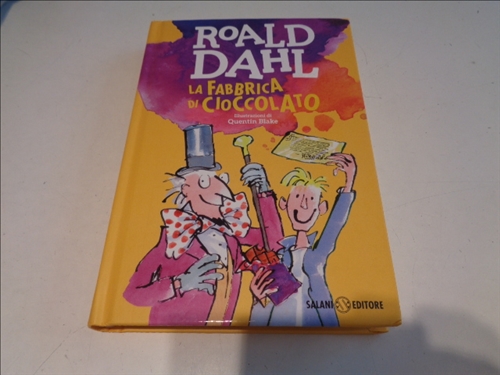 ROALD
DAHL
LA FABBRICA
DI CIOCCOLATO
Illustrazioni di
Quentin Blake
SALANI EDITORE